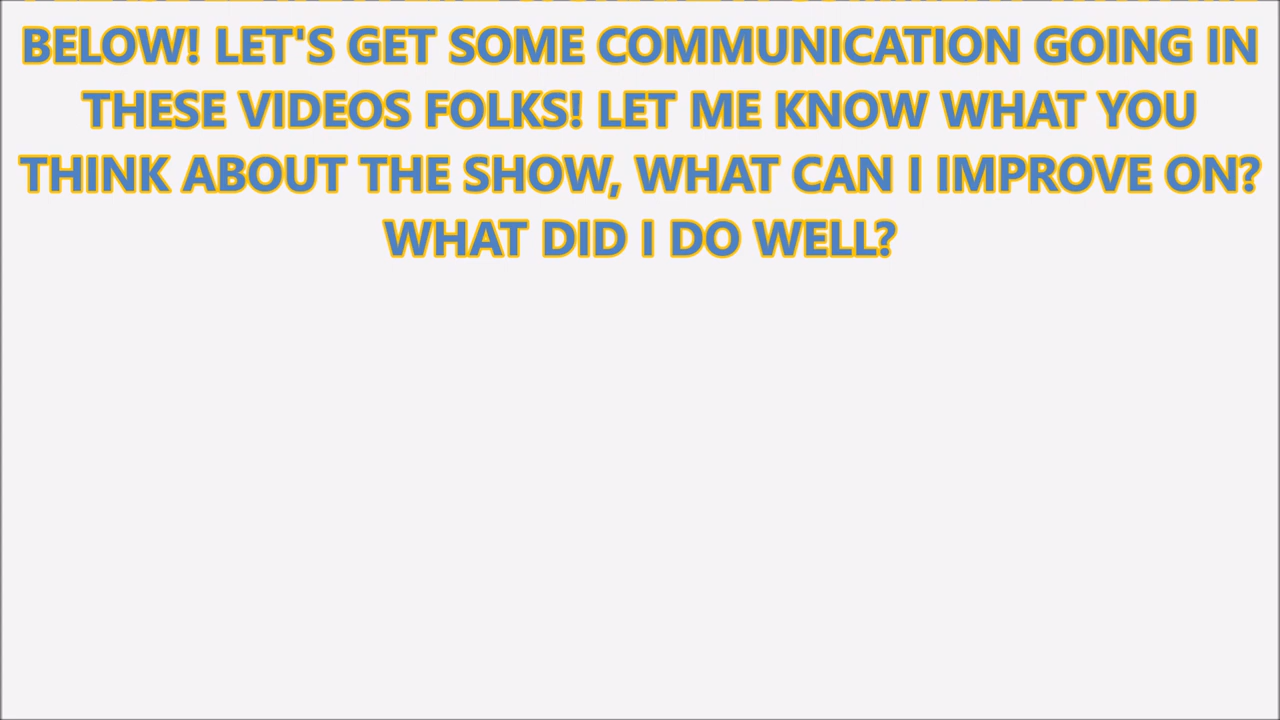 BELOW! LET'S GET SOME COMMUNICATION GOING IN
THESE VIDEOS FOLKS! LET ME KNOW WHAT YOU
THINK ABOUT THE SHOW, WHAT CAN I IMPROVE ON?
WHAT DID I DO WELL?